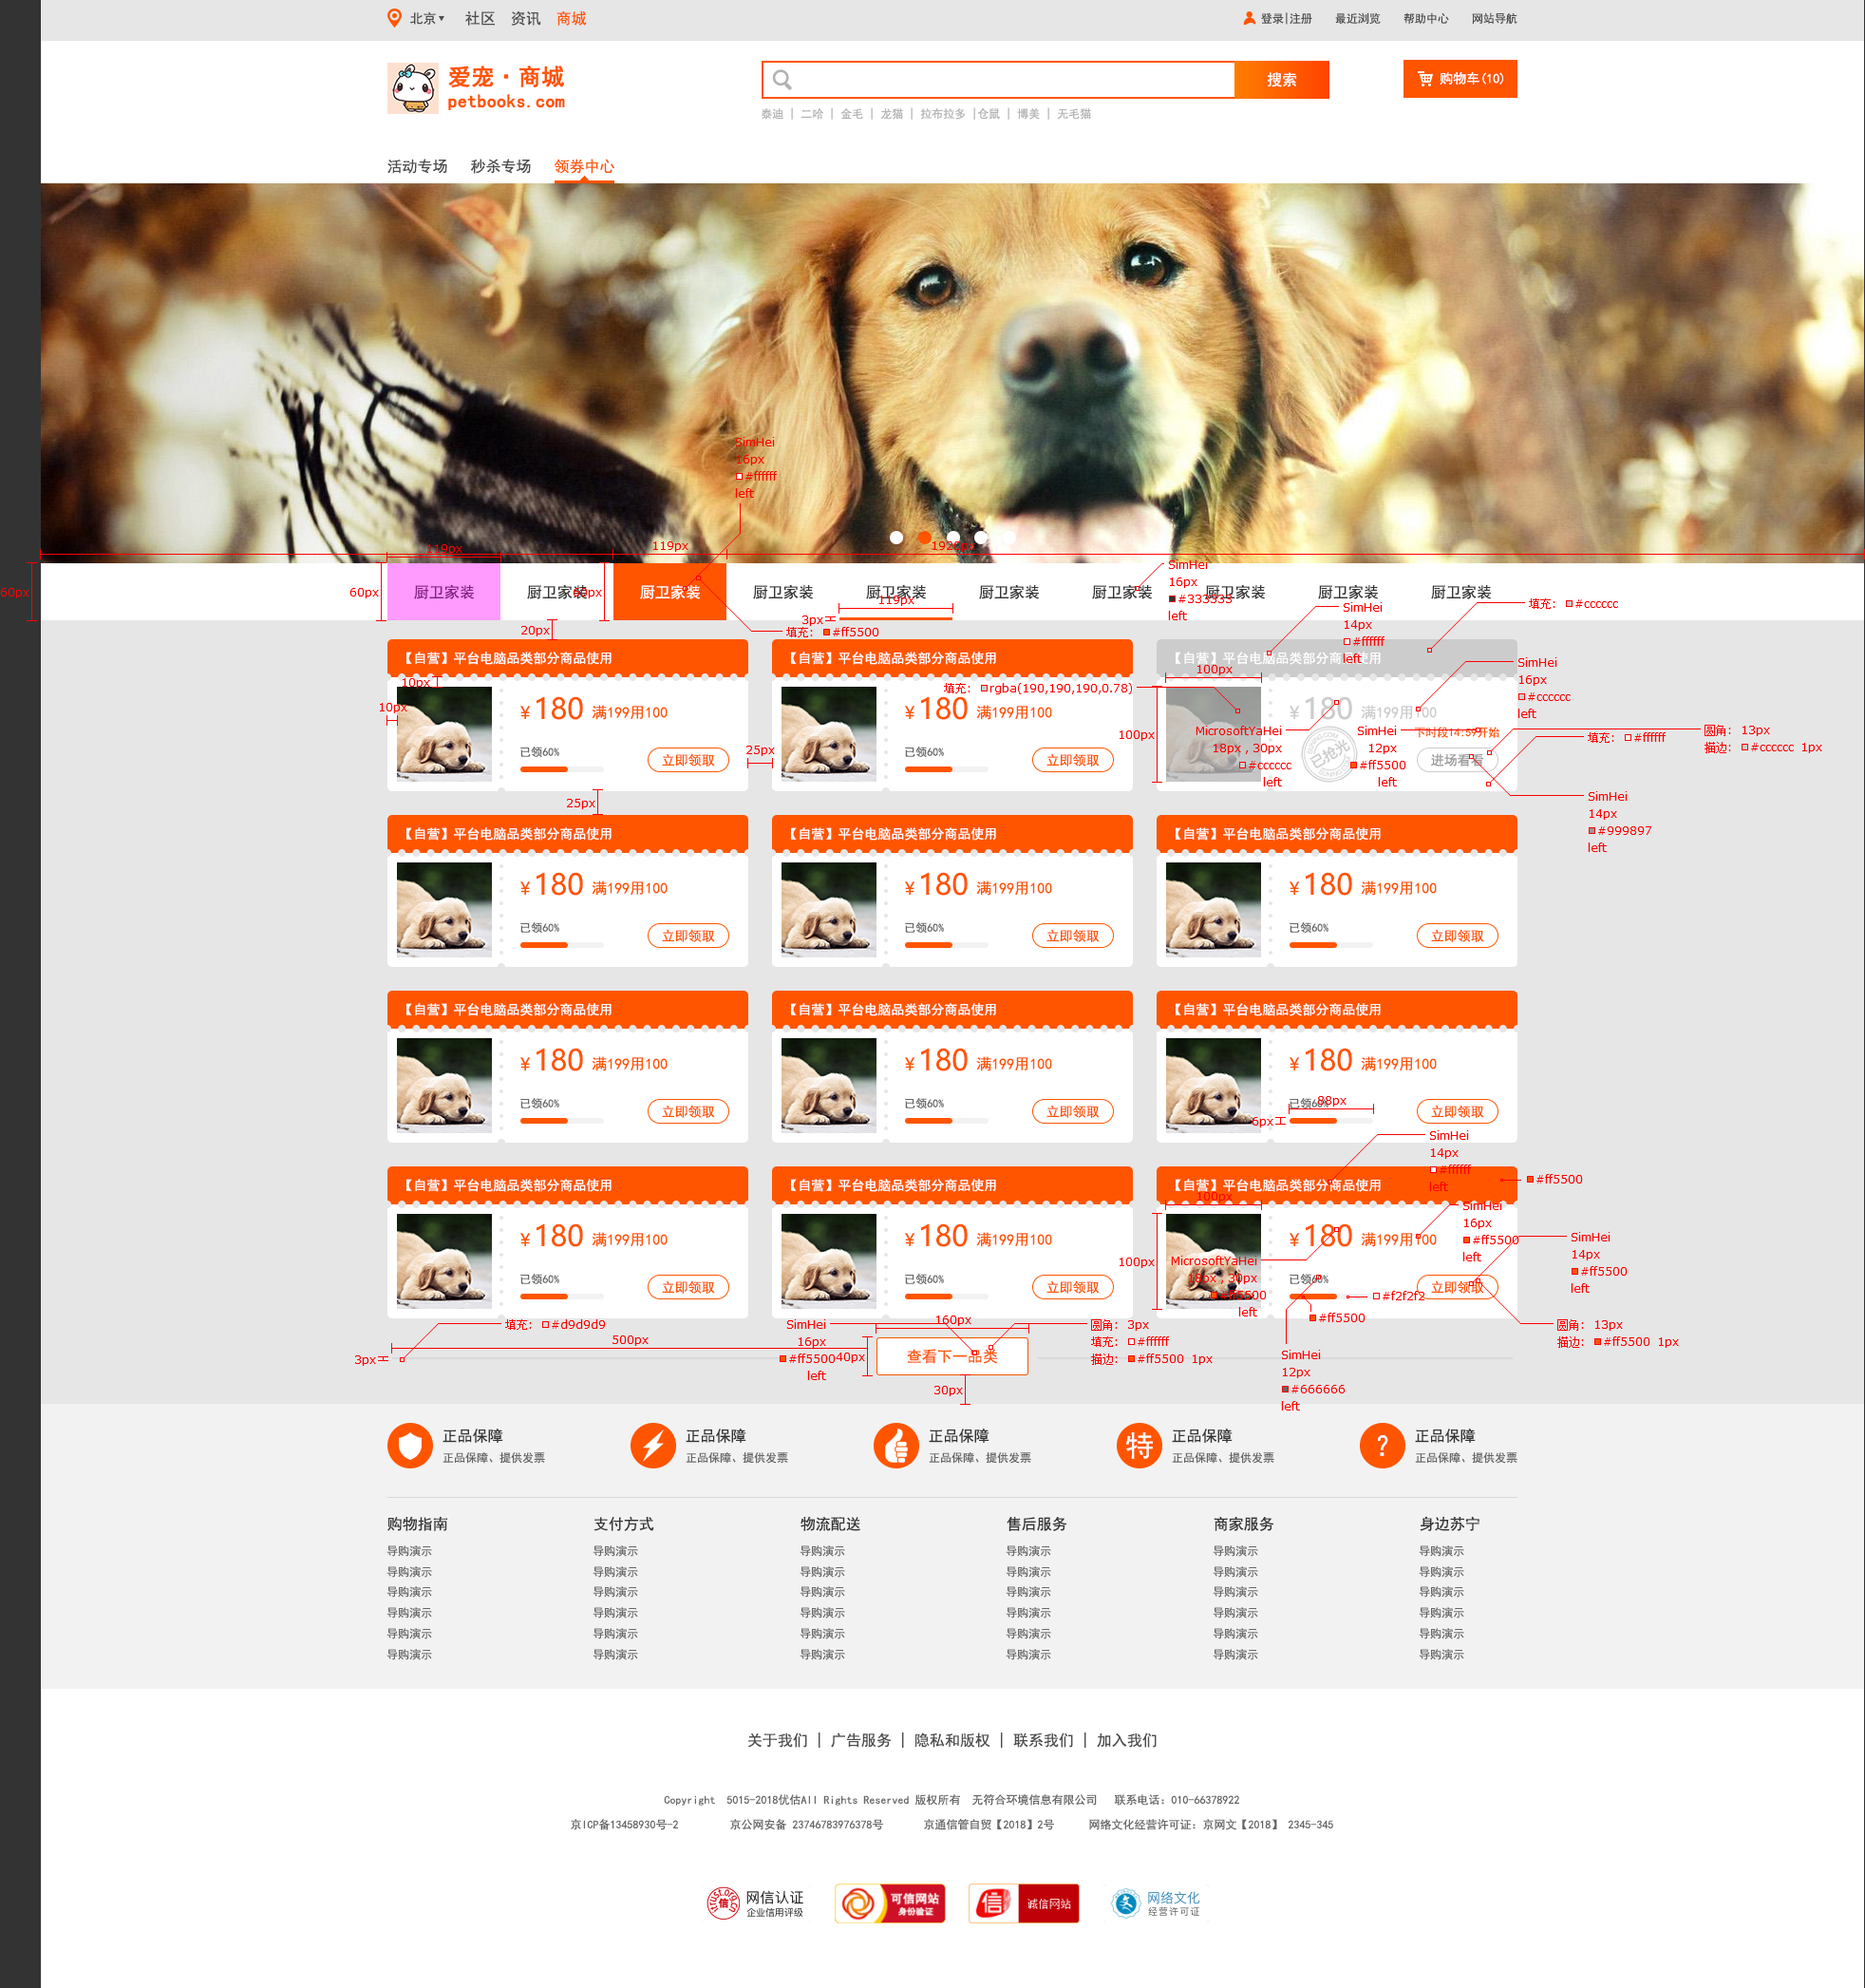 北京 社区 资讯 商城 登录|注册 最近浏览 帮助中心 网站导航
爱宠·商城
petbooks.com
搜索
购物车(10)
泰迪 | 二哈 | 金毛 | 龙猫 | 拉布拉多 |仓鼠 | 博美 | 无毛猫
活动专场 秒杀专场 领券中心
SimHei
16px
#ffffff
left
119px 119px 1920px
60px 60px 60px
厨卫家装 厨卫家装 厨卫家装 厨卫家装 厨卫家装 厨卫家装 厨卫家装 厨卫家装 厨卫家装 厨卫家装
SimHei
16px
#333333
left
119px
3px
填充: #ff5500
20px
SimHei
14px
#ffffff
left
填充: #cccccc
【自营】平台电脑品类部分商品使用 【自营】平台电脑品类部分商品使用 【自营】平台电脑品类部分商品使用
10px
10px
100px
填充: rgba(190,190,190,0.78)
SimHei
16px
#cccccc
left
¥180 满199用100 ¥180 满199用100 ¥180 满199用100
100px
MicrosoftYaHei
18px , 30px
#cccccc
left
SimHei
12px
#ff5500
left
下时段14:59开始
圆角: 13px
描边: #cccccc 1px
填充: #ffffff
已领60% 立即领取 已领60% 立即领取 已抢光 进场看看
25px
25px
SimHei
14px
#999897
left
【自营】平台电脑品类部分商品使用 【自营】平台电脑品类部分商品使用 【自营】平台电脑品类部分商品使用
¥180 满199用100 ¥180 满199用100 ¥180 满199用100
已领60% 立即领取 已领60% 立即领取 已领60% 立即领取
【自营】平台电脑品类部分商品使用 【自营】平台电脑品类部分商品使用 【自营】平台电脑品类部分商品使用
¥180 满199用100 ¥180 满199用100 ¥180 满199用100
已领60% 立即领取 已领60% 立即领取 已领60% 立即领取
88px
6px
SimHei
14px
#ffffff
left
#ff5500
【自营】平台电脑品类部分商品使用 【自营】平台电脑品类部分商品使用 【自营】平台电脑品类部分商品使用
100px
SimHei
16px
#ff5500
left
¥180 满199用100 ¥180 满199用100 ¥180 满199用100
100px
MicrosoftYaHei
18px , 30px
#ff5500
left
SimHei
14px
#ff5500
left
已领60% 立即领取 已领60% 立即领取 已领60% 立即领取
#f2f2f2
#ff5500
填充: #d9d9d9
500px
3px
SimHei
16px
#ff5500
left
160px
40px
查看下一品类
圆角: 3px
填充: #ffffff
描边: #ff5500 1px
30px
SimHei
12px
#666666
left
圆角: 13px
描边: #ff5500 1px
正品保障 正品保障 正品保障 特 正品保障 ? 正品保障
正品保障、提供发票 正品保障、提供发票 正品保障、提供发票 正品保障、提供发票 正品保障、提供发票
购物指南 支付方式 物流配送 售后服务 商家服务 身边苏宁
导购演示 导购演示 导购演示 导购演示 导购演示 导购演示
导购演示 导购演示 导购演示 导购演示 导购演示 导购演示
导购演示 导购演示 导购演示 导购演示 导购演示 导购演示
导购演示 导购演示 导购演示 导购演示 导购演示 导购演示
导购演示 导购演示 导购演示 导购演示 导购演示 导购演示
导购演示 导购演示 导购演示 导购演示 导购演示 导购演示
关于我们 | 广告服务 | 隐私和版权 | 联系我们 | 加入我们
Copyright 5015-2018优估All Rights Reserved 版权所有 无符合环境信息有限公司 联系电话: 010-66378922
京ICP备13458930号-2 京公网安备 23746783976378号 京通信管自贸【2018】2号 网络文化经营许可证: 京网文【2018】 2345-345
信 网信认证
企业信用评级
可信网站
身份验证
信 诚信网站
网络文化
经营许可证